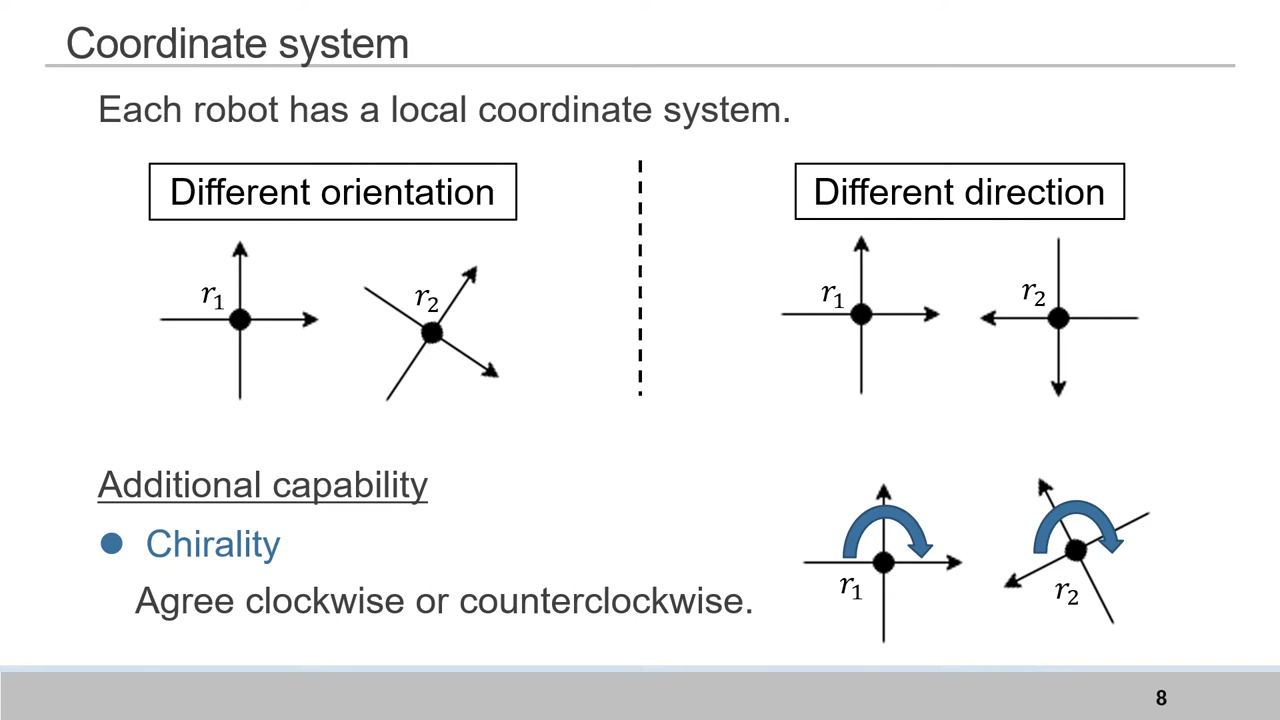 Coordinate system
Each robot has a local coordinate system.
Different orientation
Different direction
r₁
r₂
r₁
r₂
Additional capability
● Chirality
Agree clockwise or counterclockwise.
r₁
r₂
8